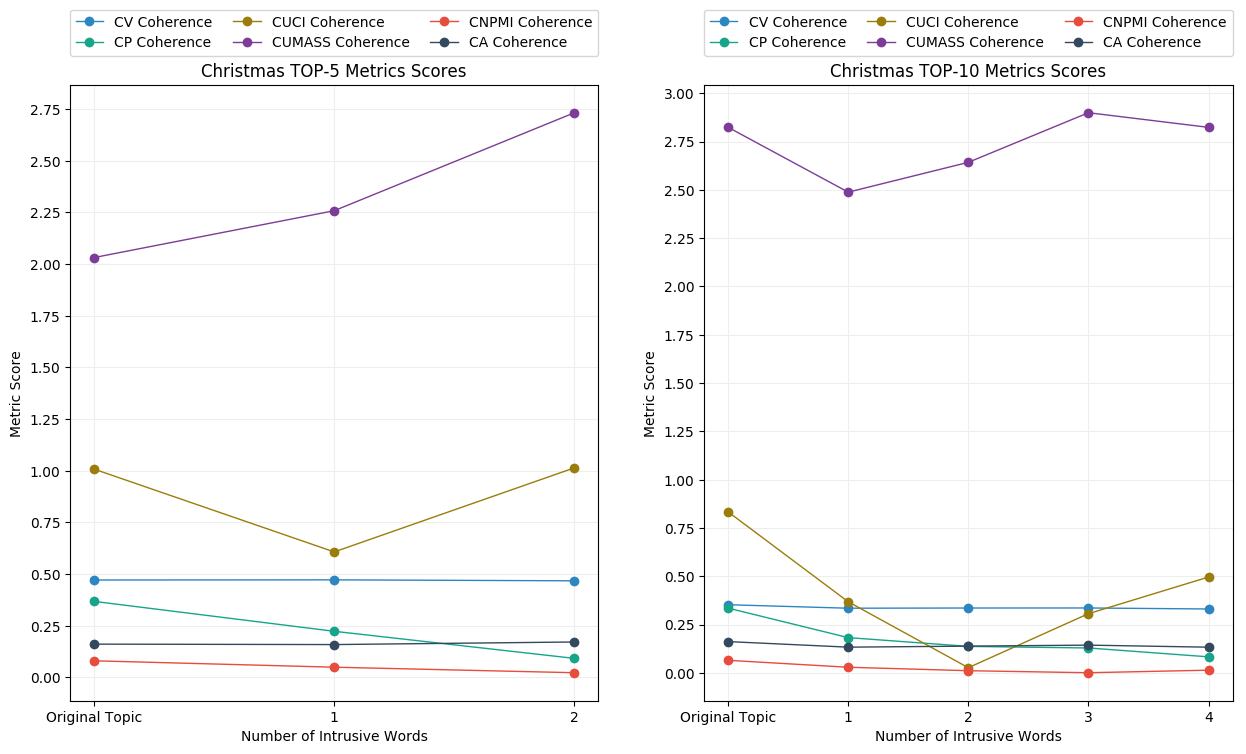 CV Coherence CUCI Coherence CNPMI Coherence
CP Coherence CUMASS Coherence CA Coherence
Christmas TOP-5 Metrics Scores
2.75
2.50
2.25
2.00
1.75
1.50
1.25
1.00
0.75
0.50
0.25
0.00
Metric Score
Original Topic 1 2
Number of Intrusive Words
CV Coherence CUCI Coherence CNPMI Coherence
CP Coherence CUMASS Coherence CA Coherence
Christmas TOP-10 Metrics Scores
3.00
2.75
2.50
2.25
2.00
1.75
1.50
1.25
1.00
0.75
0.50
0.25
0.00
Metric Score
Original Topic 1 2 3 4
Number of Intrusive Words